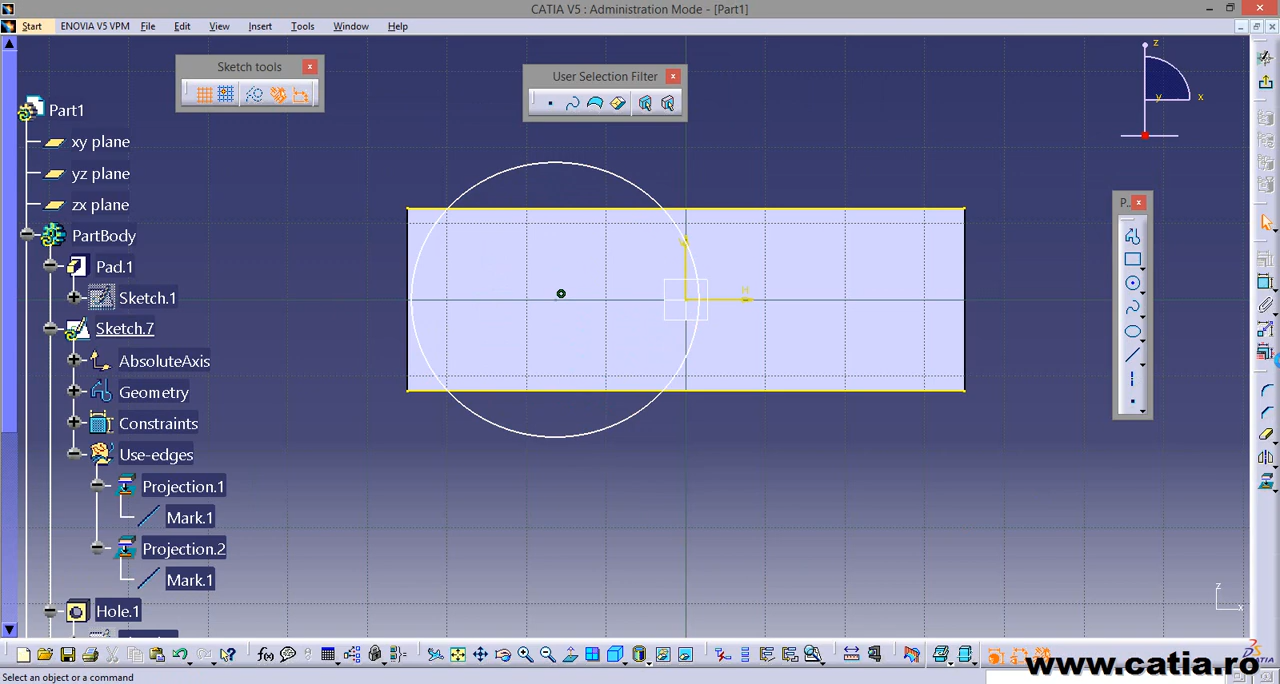 CATIA V5 : Administration Mode - [Part1]
Start ENOVIA V5 VPM File Edit View Insert Tools Window Help
Sketch tools
User Selection Filter
P...
Part1
xy plane
yz plane
zx plane
PartBody
Pad.1
Sketch.1
Sketch.7
AbsoluteAxis
Geometry
Constraints
Use-edges
Projection.1
Mark.1
Projection.2
Mark.1
Hole.1
z
y
x
V
H
z
x
f(x)
CATIA
www.catia.ro
Select an object or a command